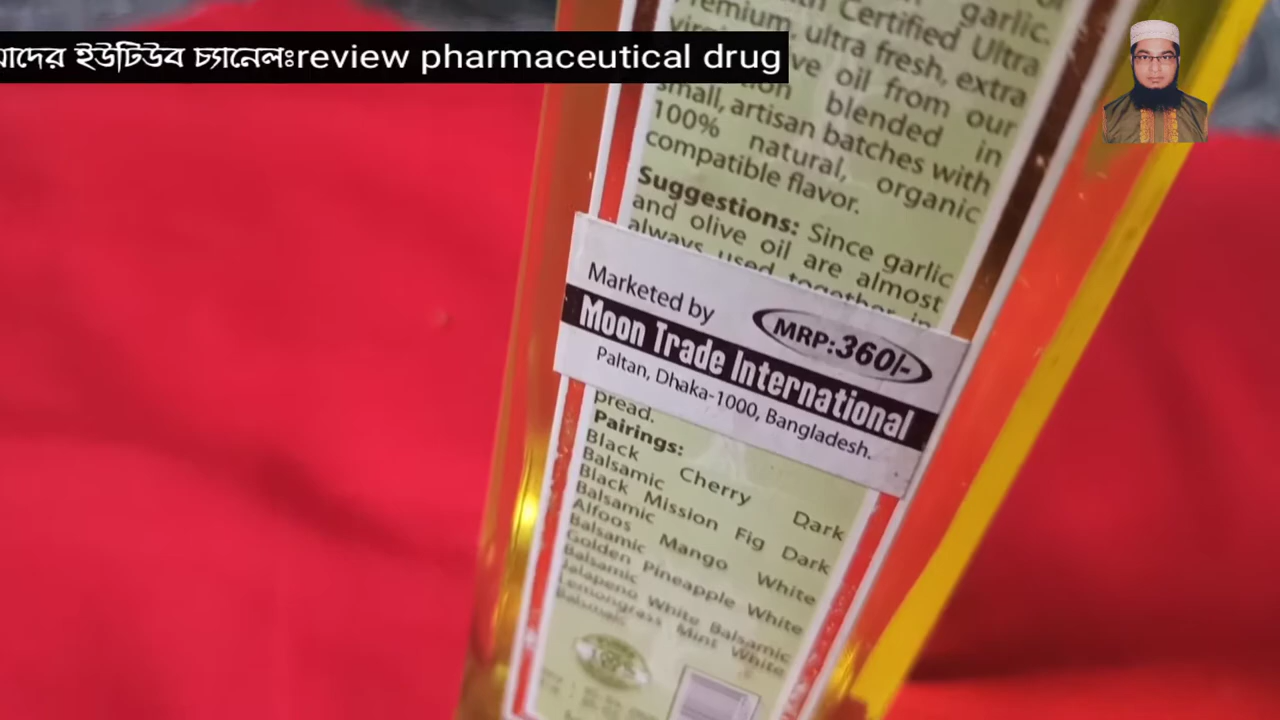 মাদের ইউটিউব চ্যানেলঃreview pharmaceutical drug
garlic.
Certified Ultra
Premium, ultra fresh, extra
oil from our
blended in
small, artisan batches with
100% natural, organic
compatible flavor.
Suggestions: Since garlic
and olive oil are almost
always used together in
Marketed by
MRP:360/-
Moon Trade International
Paltan, Dhaka-1000, Bangladesh.
pread.
Pairings:
Black Cherry Dark
Balsamic
Black Mission Fig Dark
Balsamic
Alfoos Mango White
Balsamic
Golden Pineapple White
Balsamic
Jalapeno White Balsamic
Lemongrass Mint White
Balsamic